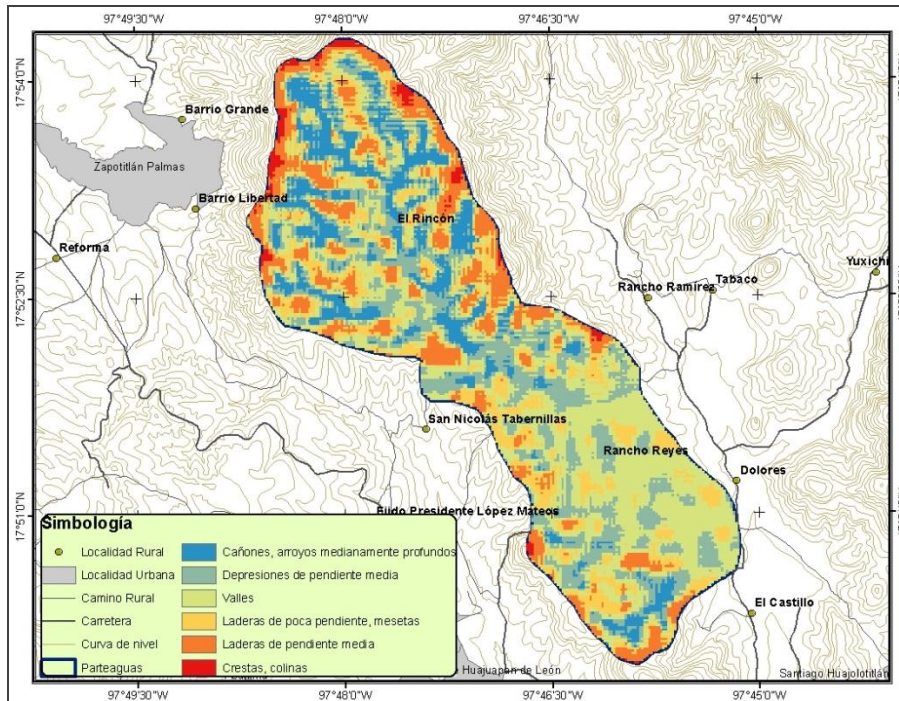 97°49'30"W
97°48'0"W
97°46'30"W
97°45'0"W
17°54'0"N
Barrio Grande
Zapotitlán Palmas
Barrio Libertad
El Rincón
Reforma
Yuxichi
Tabaco
Rancho Ramírez
17°52'30"N
San Nicolás Tabernillas
Rancho Reyes
Dolores
17°51'0"N
Ejido Presidente López Mateos
Simbología
Localidad Rural
Cañones, arroyos medianamente profundos
Localidad Urbana
Depresiones de pendiente media
Camino Rural
Valles
Carretera
Laderas de poca pendiente, mesetas
Curva de nivel
Laderas de pendiente media
Parteaguas
Crestas, colinas
El Castillo
Huajuapan de León
Santiago Huajolotitlán
97°49'30"W
97°48'0"W
97°46'30"W
97°45'0"W